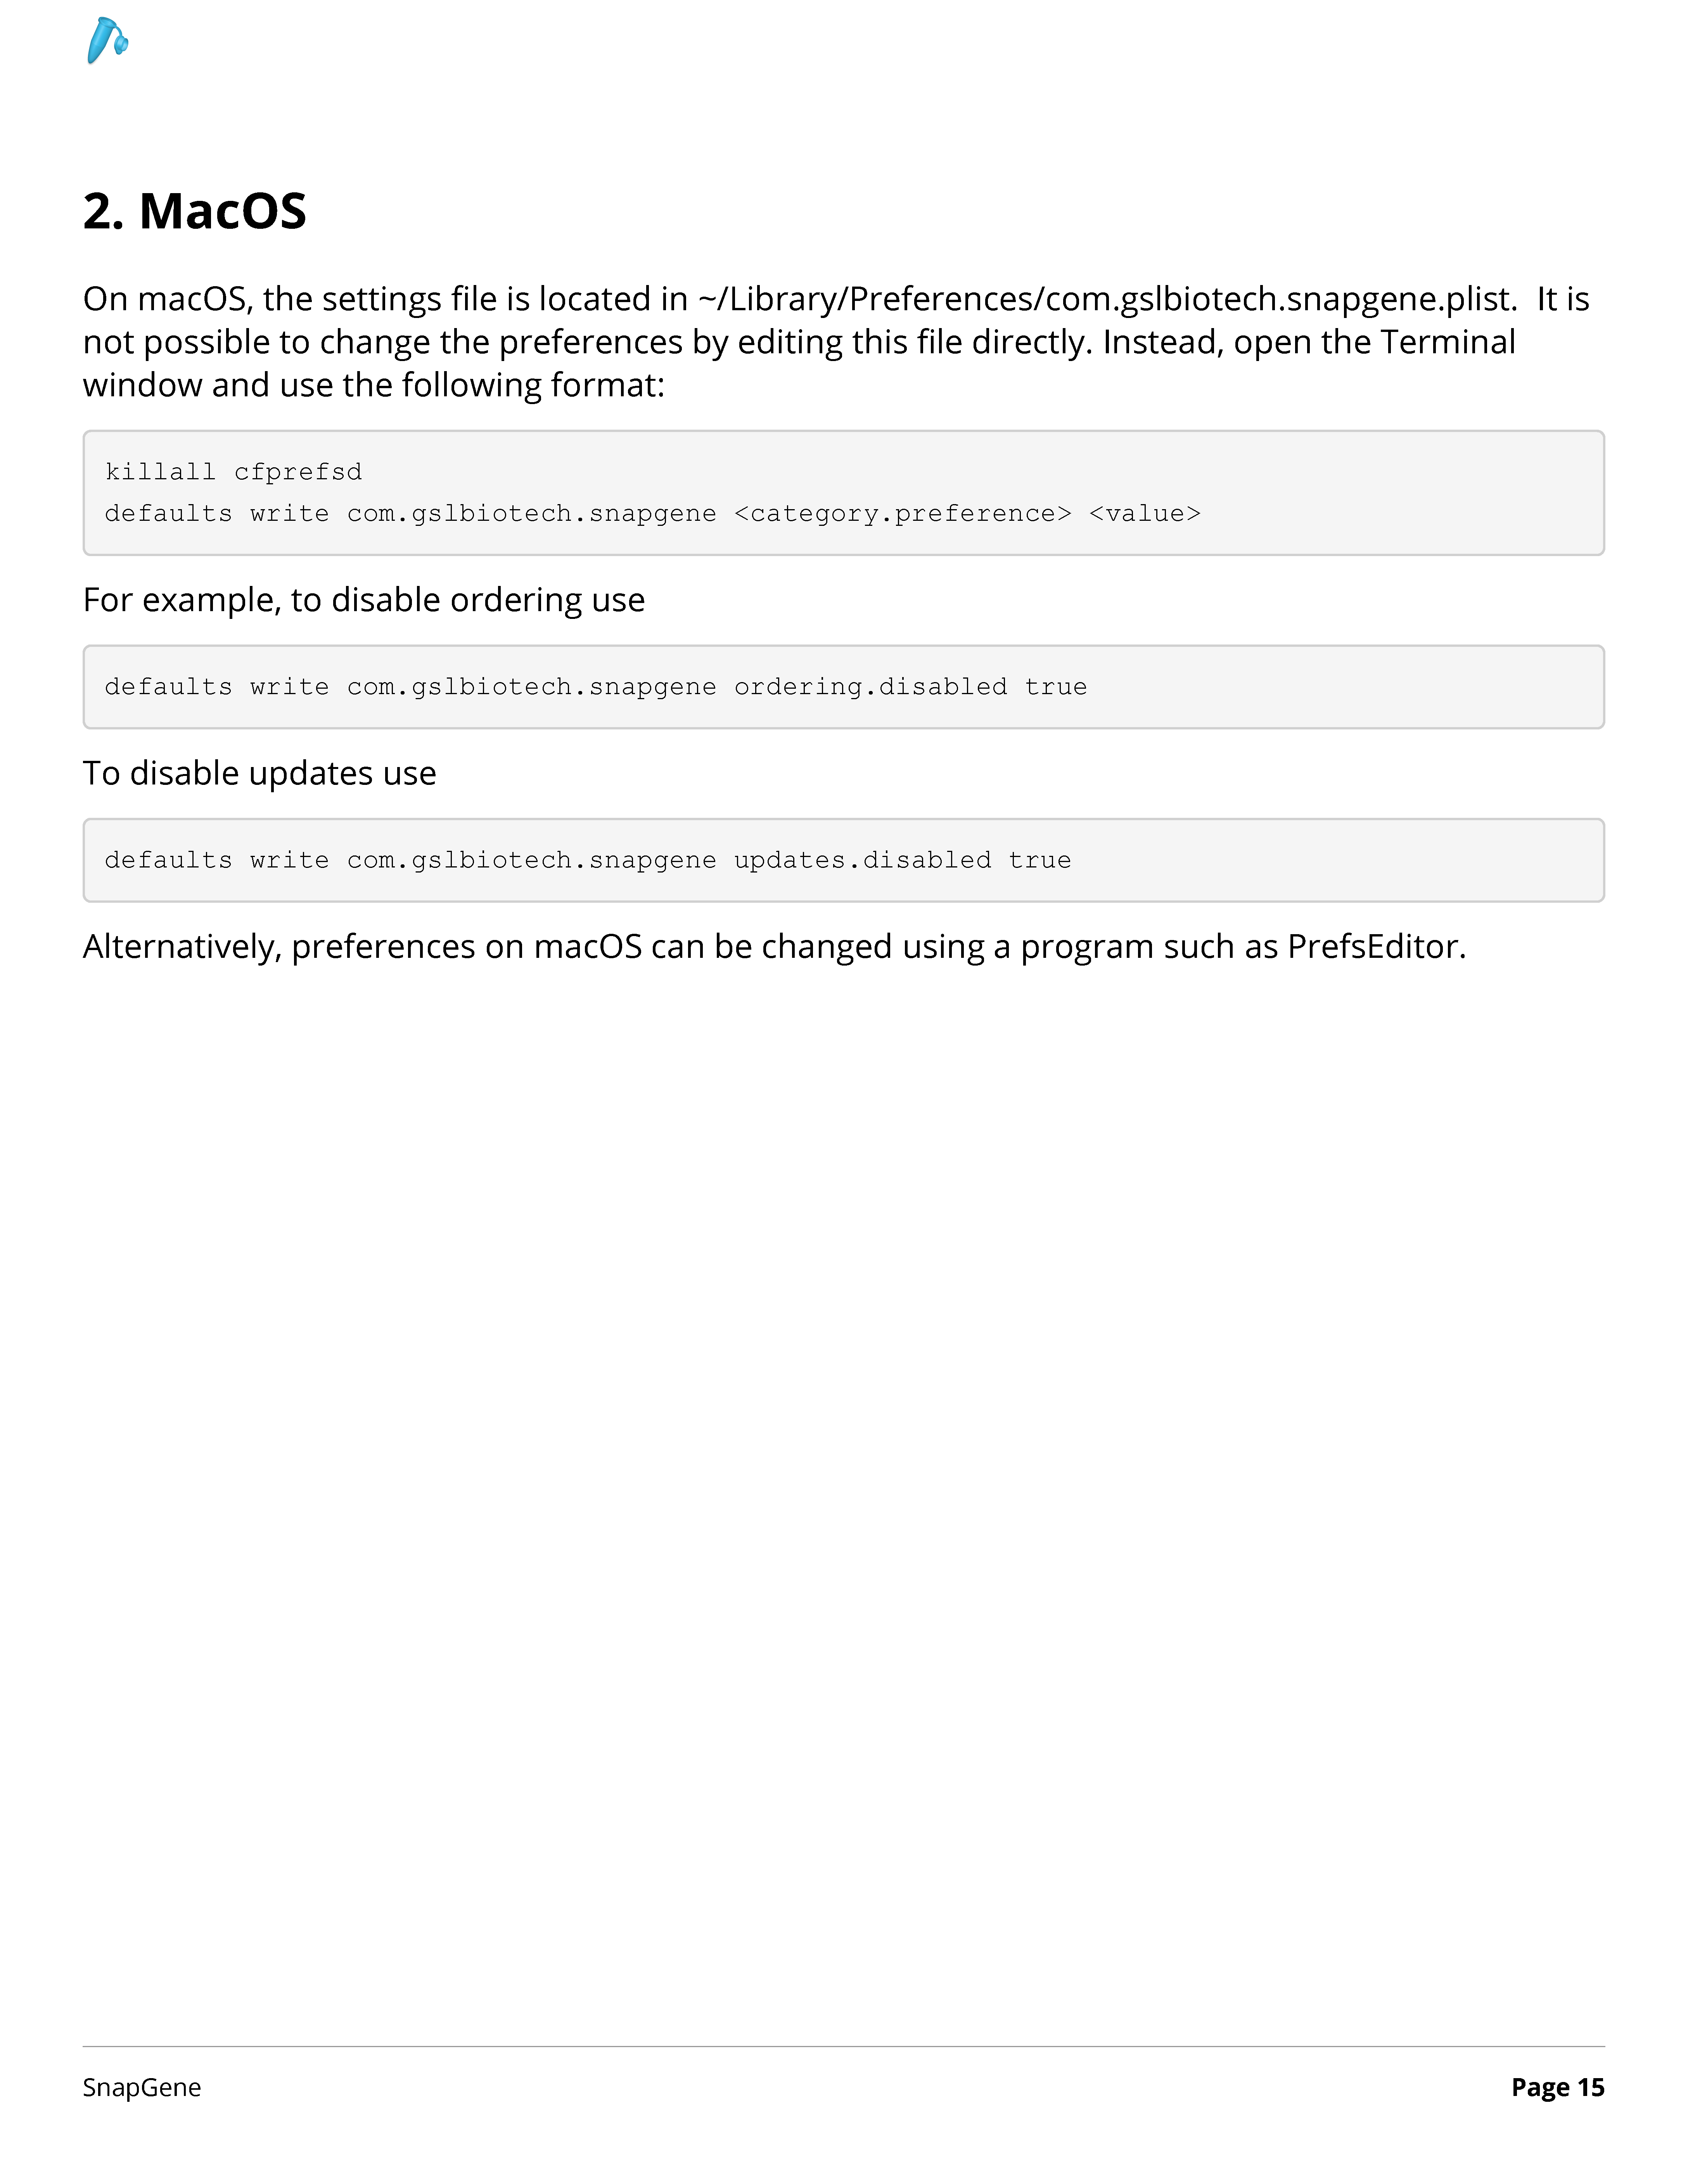 2. MacOS
On macOS, the settings file is located in ~/Library/Preferences/com.gslbiotech.snapgene.plist.  It is
not possible to change the preferences by editing this file directly. Instead, open the Terminal
window and use the following format:
killall cfprefsd
defaults write com.gslbiotech.snapgene <category.preference> <value>
For example, to disable ordering use
defaults write com.gslbiotech.snapgene ordering.disabled true
To disable updates use
defaults write com.gslbiotech.snapgene updates.disabled true
Alternatively, preferences on macOS can be changed using a program such as PrefsEditor.
SnapGene
Page 15